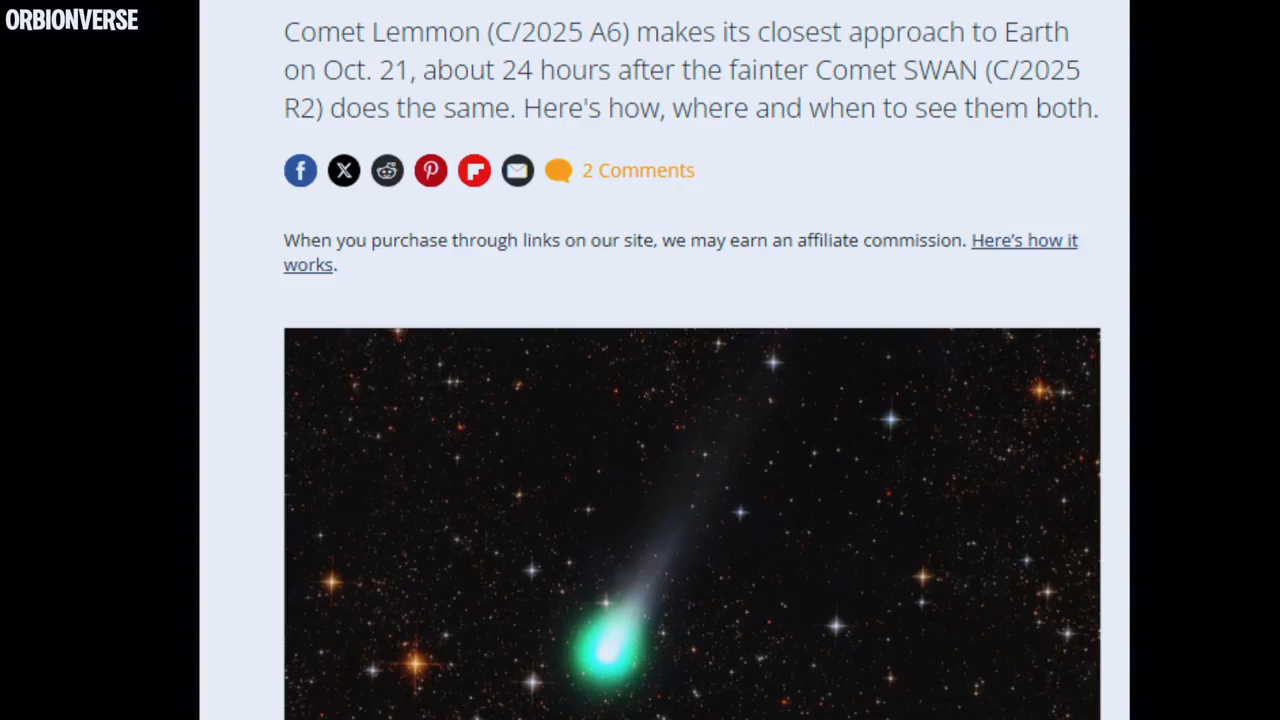 ORBIONVERSE
Comet Lemmon (C/2025 A6) makes its closest approach to Earth
on Oct. 21, about 24 hours after the fainter Comet SWAN (C/2025
R2) does the same. Here's how, where and when to see them both.
2 Comments
When you purchase through links on our site, we may earn an affiliate commission. Here’s how it
works.